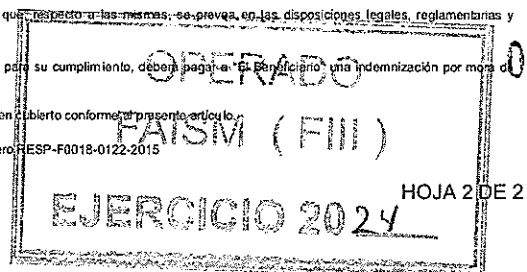 que, respecto a las mismas, se prevea en las disposiciones legales, reglamentarias y
para su cumplimiento, deberá pagar a "El Beneficiario" una indemnización por mora d
OPERADO
en cubierto conforme al presente artículo.
FAISM ( FIII )
ero RESP-F0018-0122-2015
HOJA 2 DE 2
EJERCICIO 2024